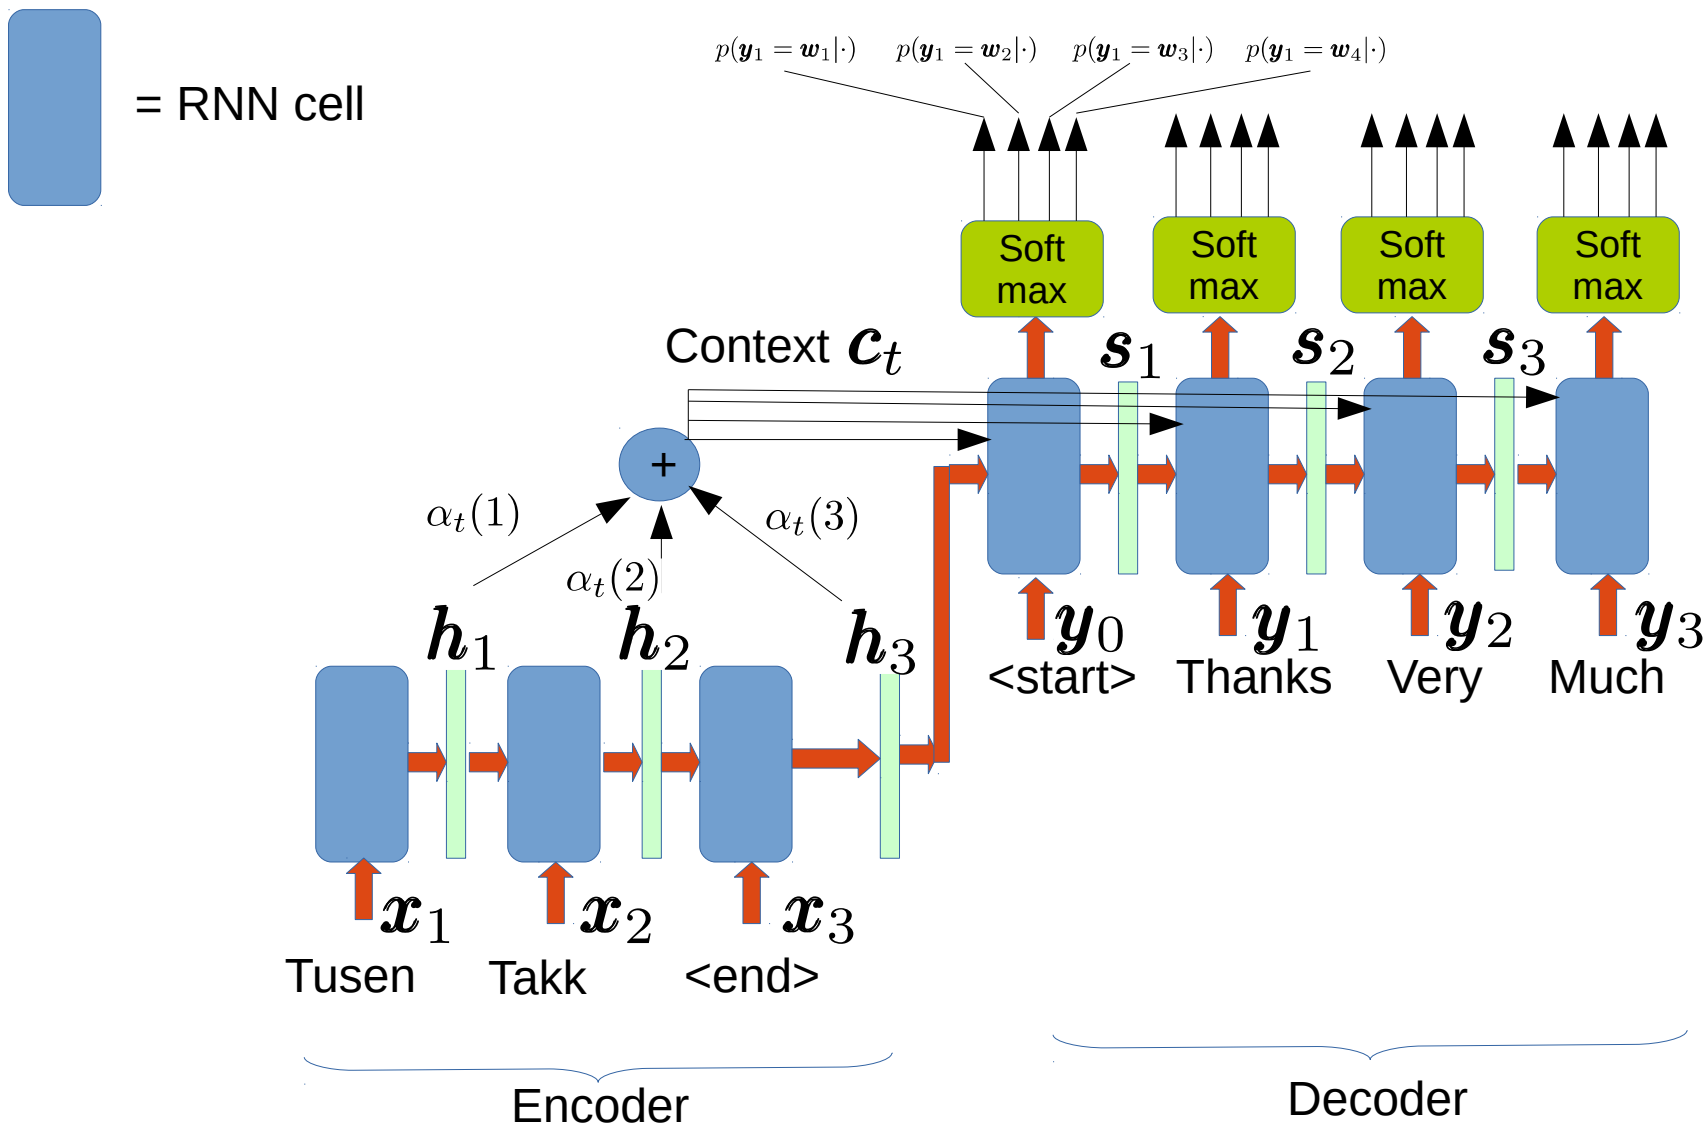 = RNN cell
p(y₁ = w₁|·) p(y₁ = w₂|·) p(y₁ = w₃|·) p(y₁ = w₄|·)
Soft max
Soft max
Soft max
Soft max
Context cₜ
s₁ s₂ s₃
+
αₜ(1) αₜ(2) αₜ(3)
h₁ h₂ h₃
y₀ y₁ y₂ y₃
<start> Thanks Very Much
x₁ x₂ x₃
Tusen Takk <end>
Encoder Decoder